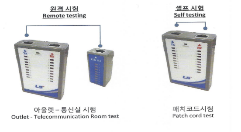 원격 시험
Remote testing
셀프 시험
Self testing
아울렛 - 통신실 시험
Outlet - Telecommunication Room test
패치코드시험
Patch cord test